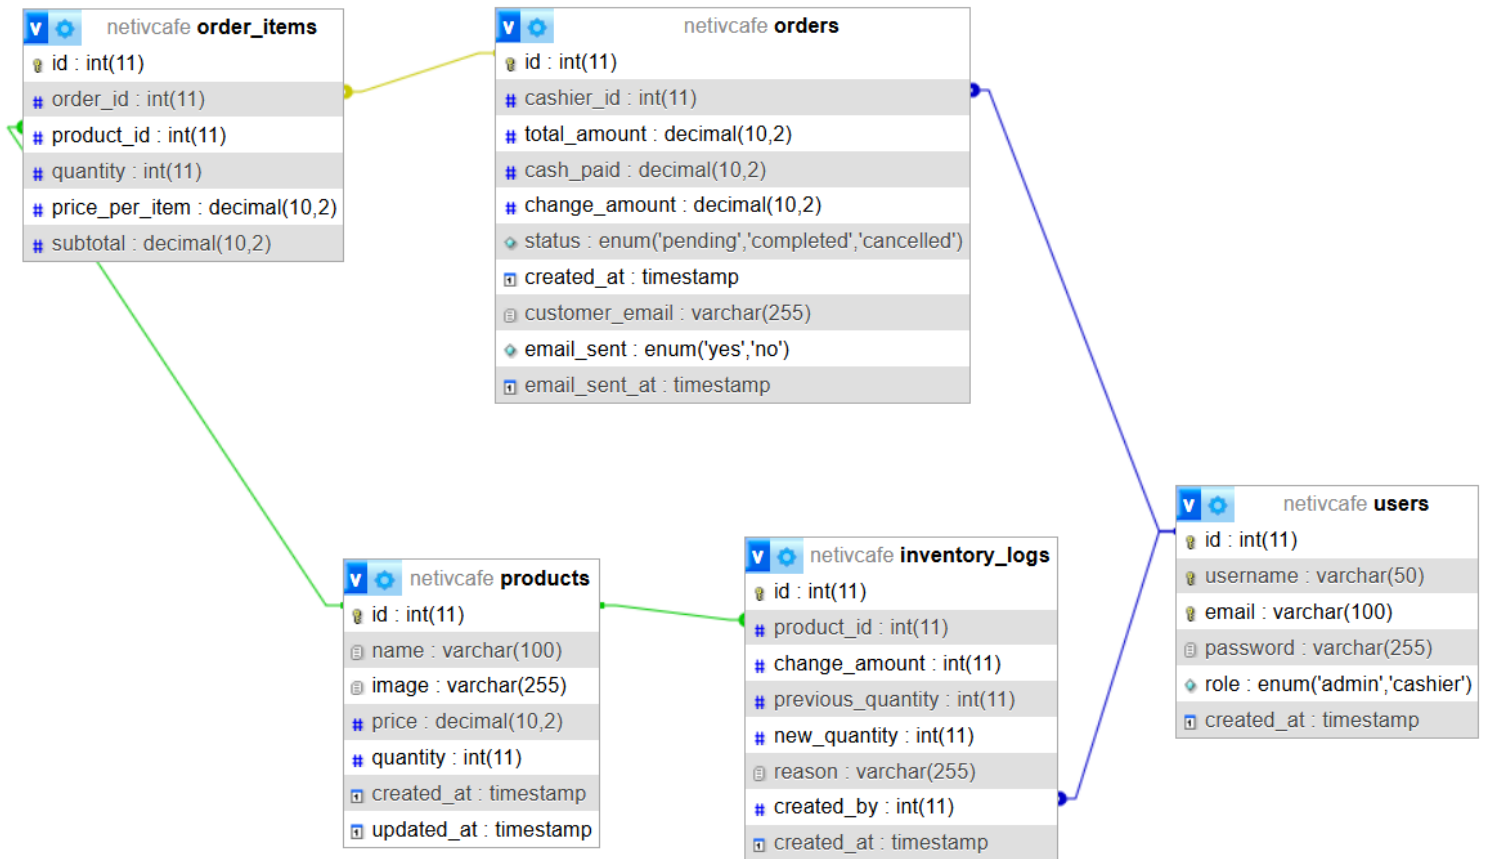 v netivcafe order_items
id : int(11)
# order_id : int(11)
# product_id : int(11)
# quantity : int(11)
# price_per_item : decimal(10,2)
# subtotal : decimal(10,2)
v netivcafe orders
id : int(11)
# cashier_id : int(11)
# total_amount : decimal(10,2)
# cash_paid : decimal(10,2)
# change_amount : decimal(10,2)
status : enum('pending','completed','cancelled')
created_at : timestamp
customer_email : varchar(255)
email_sent : enum('yes','no')
email_sent_at : timestamp
v netivcafe products
id : int(11)
name : varchar(100)
image : varchar(255)
# price : decimal(10,2)
# quantity : int(11)
created_at : timestamp
updated_at : timestamp
v netivcafe inventory_logs
id : int(11)
# product_id : int(11)
# change_amount : int(11)
# previous_quantity : int(11)
# new_quantity : int(11)
reason : varchar(255)
# created_by : int(11)
created_at : timestamp
v netivcafe users
id : int(11)
username : varchar(50)
email : varchar(100)
password : varchar(255)
role : enum('admin','cashier')
created_at : timestamp